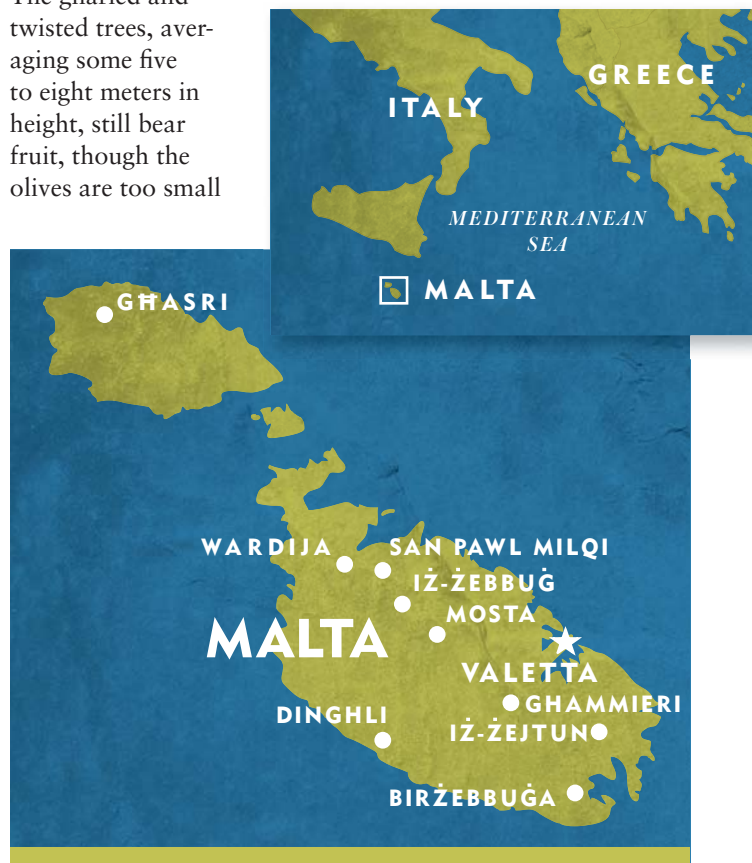 The gnarled and
twisted trees, aver-
aging some five
to eight meters in
height, still bear
fruit, though the
olives are too small
ITALY
GREECE
MEDITERRANEAN
SEA
MALTA
GĦASRI
WARDIJA
SAN PAWL MILQI
IŻ-ŻEBBUĠ
MOSTA
MALTA
VALETTA
GHAMMIERI
DINGHLI
IŻ-ŻEJTUN
BIRŻEBBUĠA